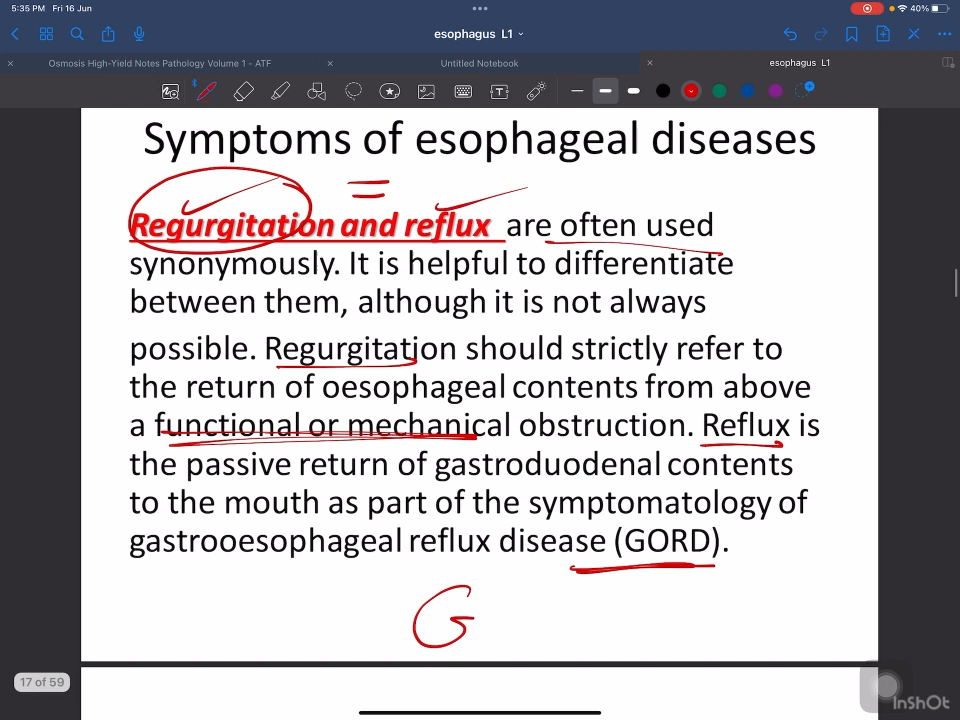 5:35 PM Fri 16 Jun
40%
esophagus L1
Osmosis High-Yield Notes Pathology Volume 1 - ATF
Untitled Notebook
esophagus L1
Symptoms of esophageal diseases
=
Regurgitation and reflux are often used
synonymously. It is helpful to differentiate
between them, although it is not always
possible. Regurgitation should strictly refer to
the return of oesophageal contents from above
a functional or mechanical obstruction. Reflux is
the passive return of gastroduodenal contents
to the mouth as part of the symptomatology of
gastrooesophageal reflux disease (GORD).
G
17 of 59
InShOt